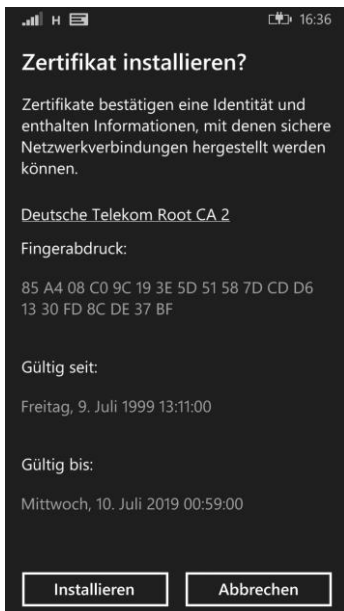 H 16:36
Zertifikat installieren?
Zertifikate bestätigen eine Identität und
enthalten Informationen, mit denen sichere
Netzwerkverbindungen hergestellt werden
können.
Deutsche Telekom Root CA 2
Fingerabdruck:
85 A4 08 C0 9C 19 3E 5D 51 58 7D CD D6
13 30 FD 8C DE 37 BF
Gültig seit:
Freitag, 9. Juli 1999 13:11:00
Gültig bis:
Mittwoch, 10. Juli 2019 00:59:00
Installieren Abbrechen